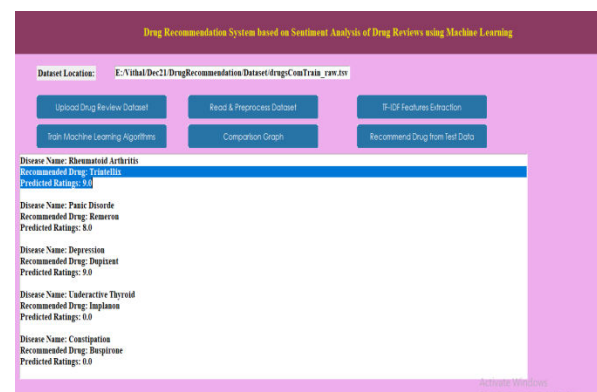 Drug Recommendation System based on Sentiment Analysis of Drug Reviews using Machine Learning
Dataset Location: E:/Vithal/Dec21/DrugRecommendation/Dataset/drugsComTrain_raw.tsv
Upload Drug Review Dataset Read & Preprocess Dataset TF-IDF Features Extraction
Train Machine Learning Algorithms Comparison Graph Recommend Drug from Test Data
Disease Name: Rheumatoid Arthritis
Recommended Drug: Trintellix
Predicted Ratings: 9.0
Disease Name: Panic Disorde
Recommended Drug: Remeron
Predicted Ratings: 8.0
Disease Name: Depression
Recommended Drug: Dupixent
Predicted Ratings: 9.0
Disease Name: Underactive Thyroid
Recommended Drug: Implanon
Predicted Ratings: 0.0
Disease Name: Constipation
Recommended Drug: Buspirone
Predicted Ratings: 0.0
Activate Windows